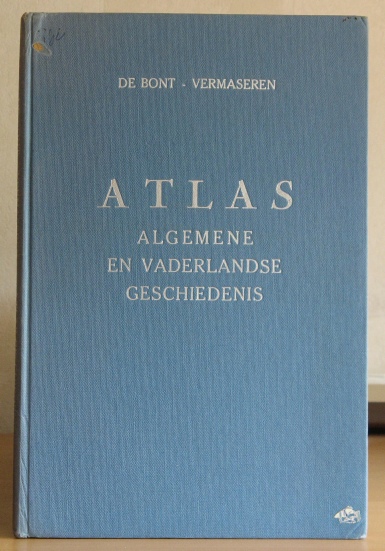 DE BONT - VERMASEREN
ATLAS
ALGEMENE
EN VADERLANDSE
GESCHIEDENIS